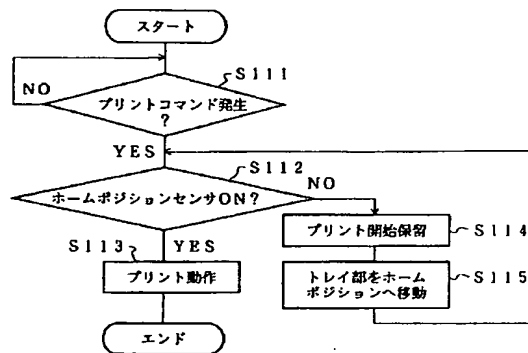 スタート
S111
NO
プリントコマンド発生
?
YES
S112
ホームポジションセンサON?
NO
S113
YES
プリント開始保留
S114
プリント動作
トレイ部をホーム
ポジションへ移動
S115
エンド